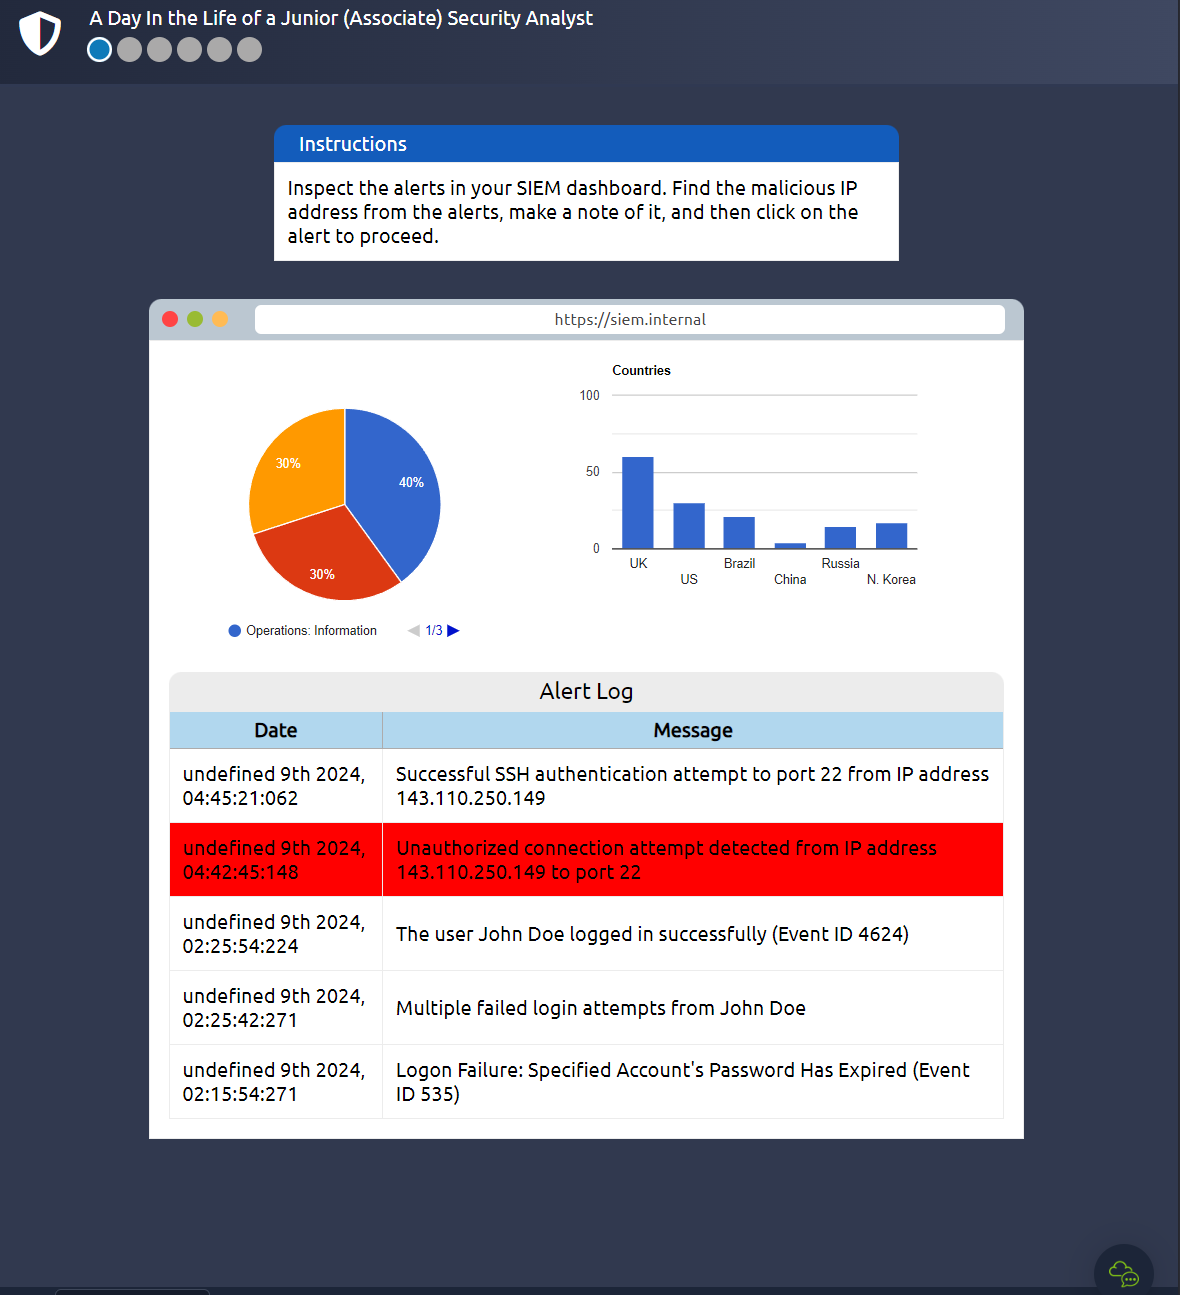 A Day In the Life of a Junior (Associate) Security Analyst
Instructions
Inspect the alerts in your SIEM dashboard. Find the malicious IP
address from the alerts, make a note of it, and then click on the
alert to proceed.
https://siem.internal
30%
40%
30%
Operations: Information
1/3
Countries
100
50
0
UK
US
Brazil
China
Russia
N. Korea
Alert Log
Date Message
undefined 9th 2024,
04:45:21:062
Successful SSH authentication attempt to port 22 from IP address
143.110.250.149
undefined 9th 2024,
04:42:45:148
Unauthorized connection attempt detected from IP address
143.110.250.149 to port 22
undefined 9th 2024,
02:25:54:224
The user John Doe logged in successfully (Event ID 4624)
undefined 9th 2024,
02:25:42:271
Multiple failed login attempts from John Doe
undefined 9th 2024,
02:15:54:271
Logon Failure: Specified Account's Password Has Expired (Event
ID 535)